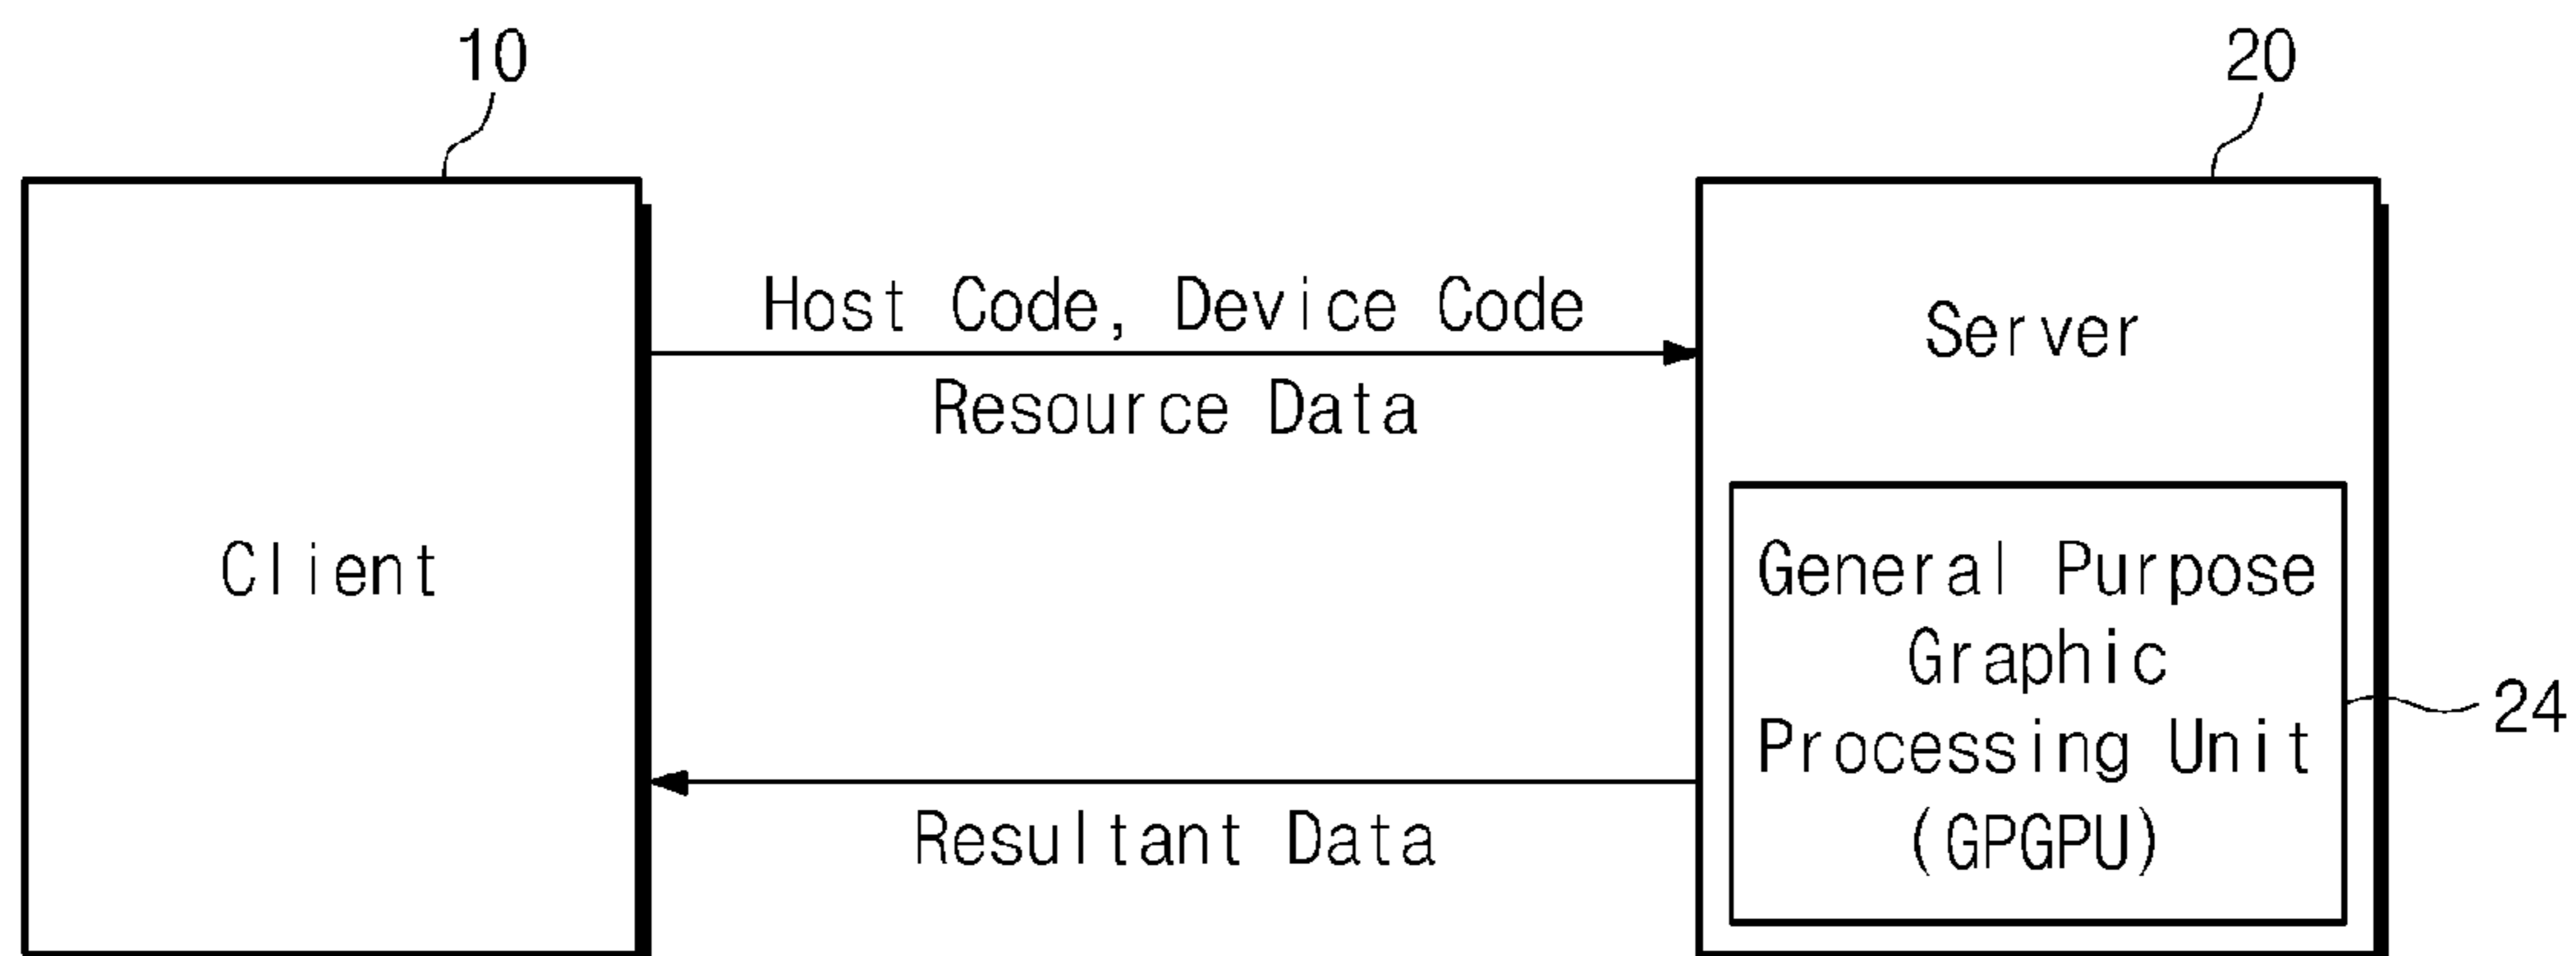 10
20
Host Code, Device Code
Resource Data
Server
Client
General Purpose
Graphic
Processing Unit
(GPGPU)
24
Resultant Data